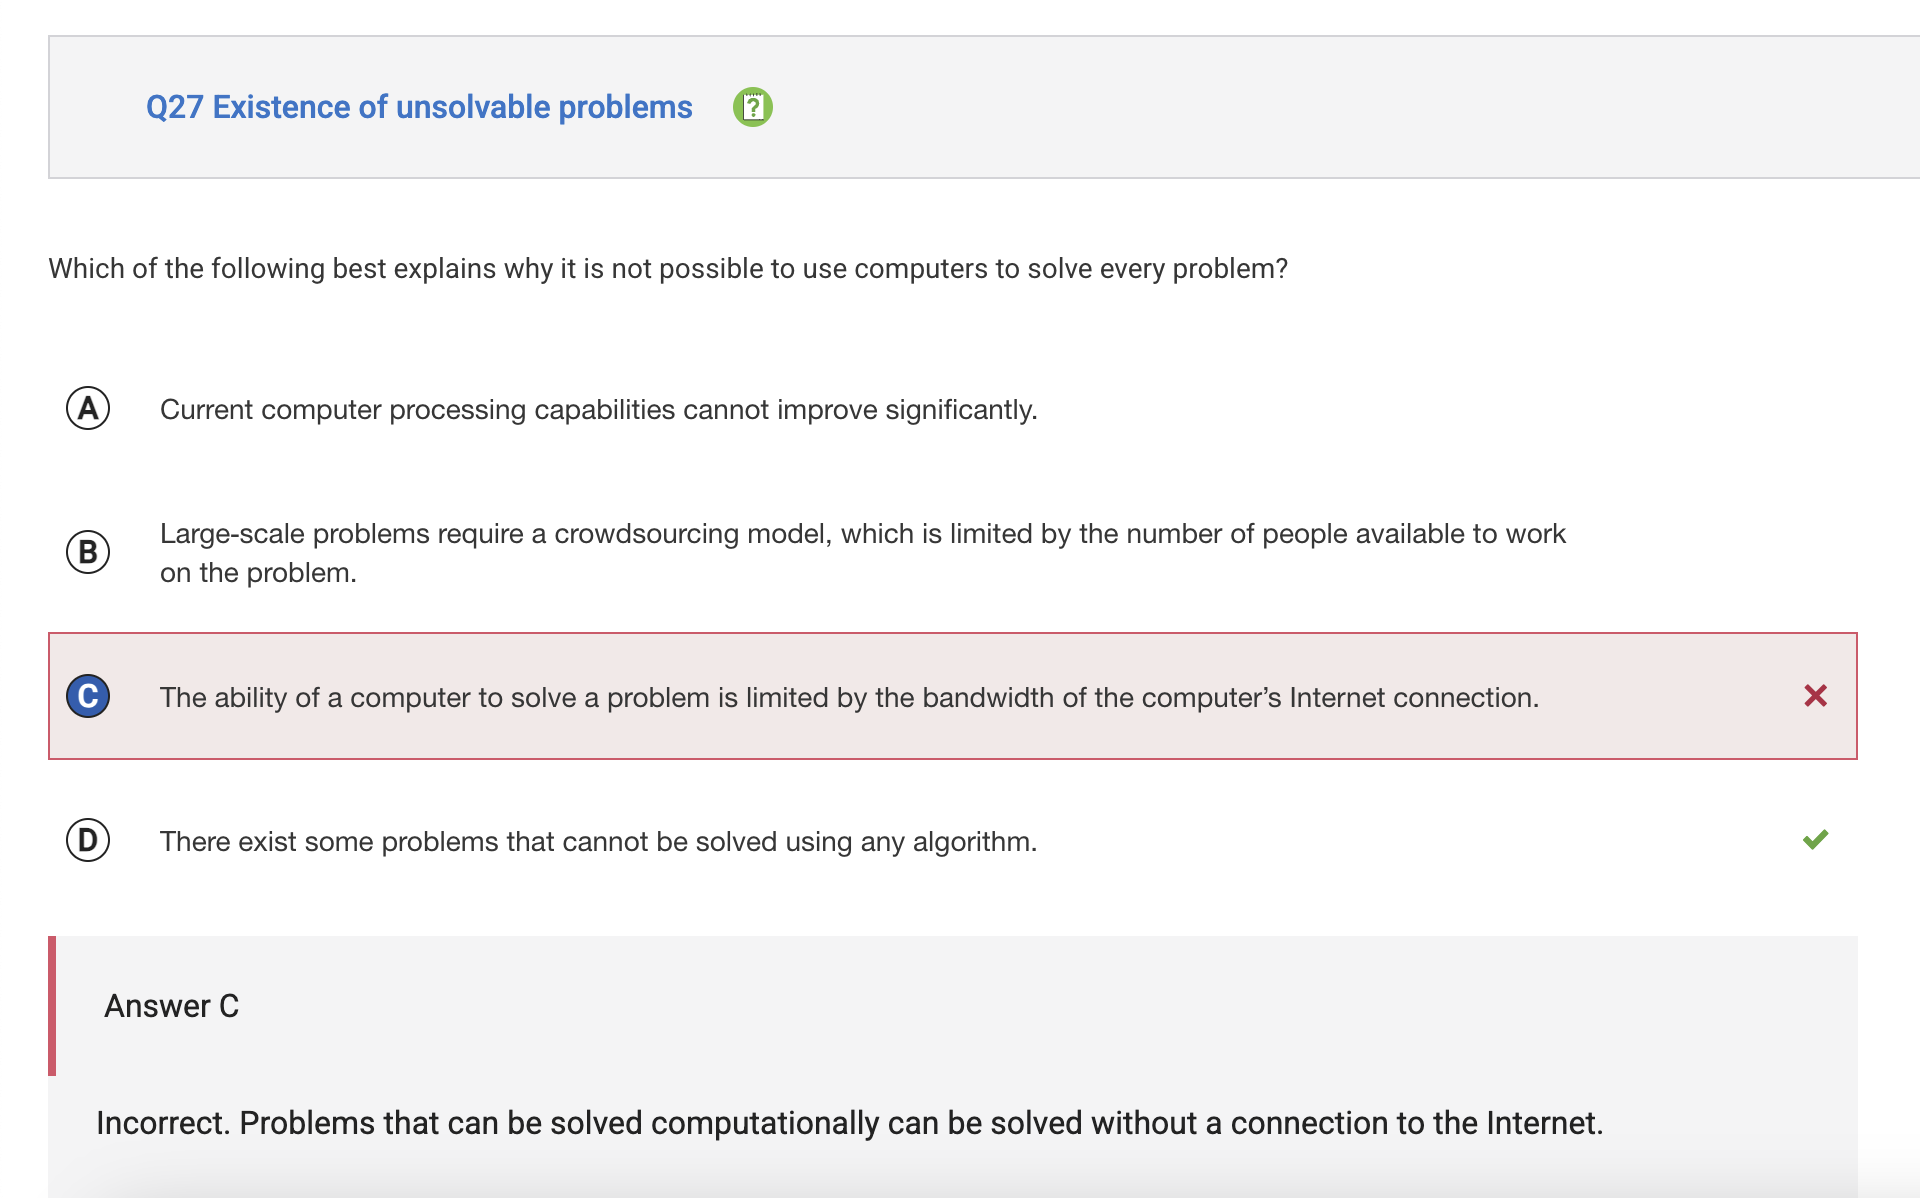 Q27 Existence of unsolvable problems ?
Which of the following best explains why it is not possible to use computers to solve every problem?
A Current computer processing capabilities cannot improve significantly.
B Large-scale problems require a crowdsourcing model, which is limited by the number of people available to work
on the problem.
C The ability of a computer to solve a problem is limited by the bandwidth of the computer’s Internet connection.
D There exist some problems that cannot be solved using any algorithm.
Answer C
Incorrect. Problems that can be solved computationally can be solved without a connection to the Internet.